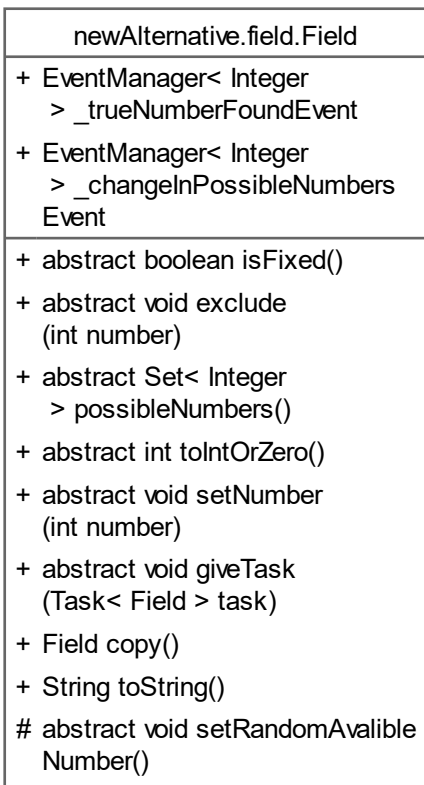 newAlternative.field.Field
+ EventManager< Integer
> _trueNumberFoundEvent
+ EventManager< Integer
> _changeInPossibleNumbers
Event
+ abstract boolean isFixed()
+ abstract void exclude
(int number)
+ abstract Set< Integer
> possibleNumbers()
+ abstract int toIntOrZero()
+ abstract void setNumber
(int number)
+ abstract void giveTask
(Task< Field > task)
+ Field copy()
+ String toString()
# abstract void setRandomAvalible
Number()